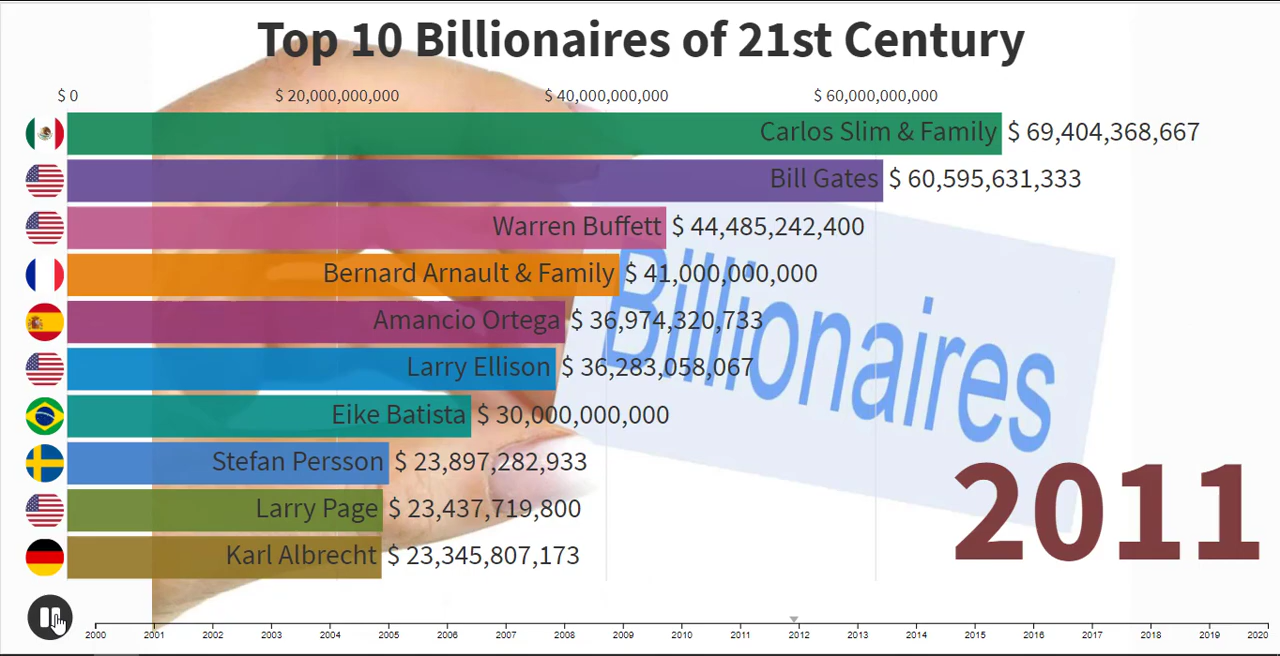 Top 10 Billionaires of 21st Century
$ 0 $ 20,000,000,000 $ 40,000,000,000 $ 60,000,000,000
Carlos Slim & Family $ 69,404,368,667
Bill Gates $ 60,595,631,333
Warren Buffett $ 44,485,242,400
Bernard Arnault & Family $ 41,000,000,000
Amancio Ortega $ 36,974,320,733
Larry Ellison $ 36,283,058,067
Eike Batista $ 30,000,000,000
Stefan Persson $ 23,897,282,933
Larry Page $ 23,437,719,800
Karl Albrecht $ 23,345,807,173
Billionaires
2011
2000 2001 2002 2003 2004 2005 2006 2007 2008 2009 2010 2011 2012 2013 2014 2015 2016 2017 2018 2019 2020